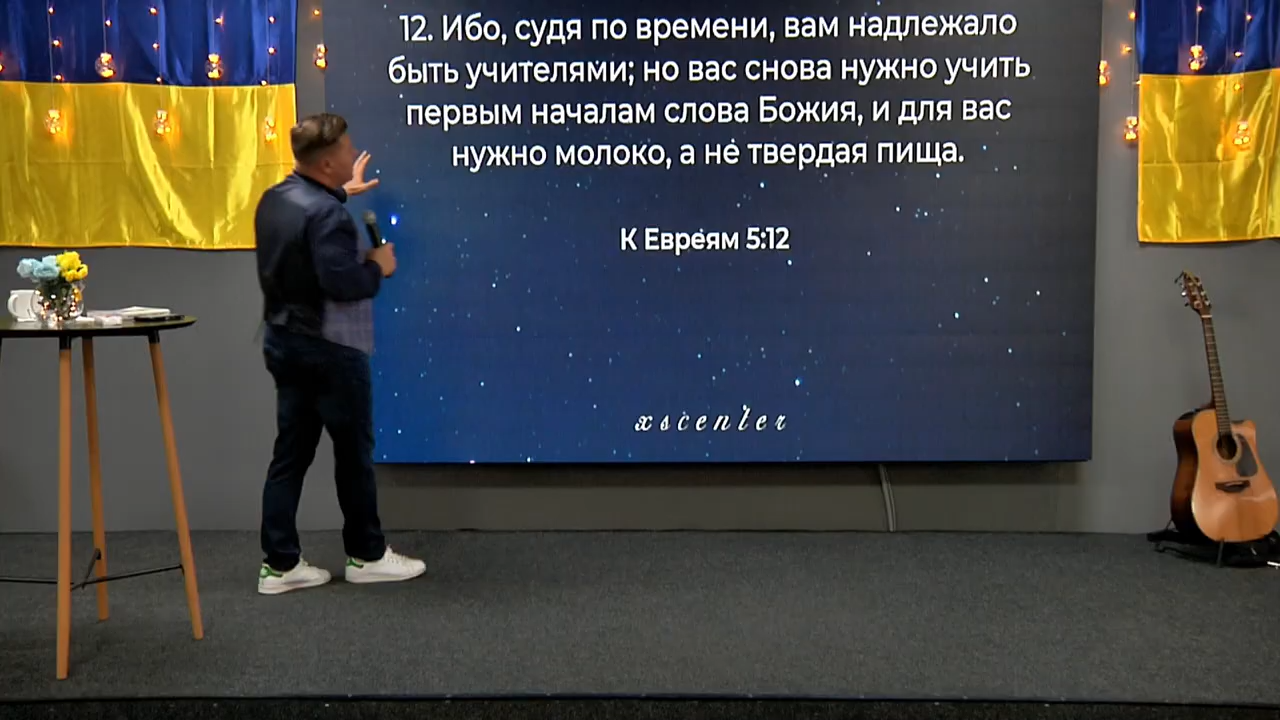 12. Ибо, судя по времени, вам надлежало
быть учителями; но вас снова нужно учить
первым началам слова Божия, и для вас
нужно молоко, а не твердая пища.
К Евреям 5:12
xscenter